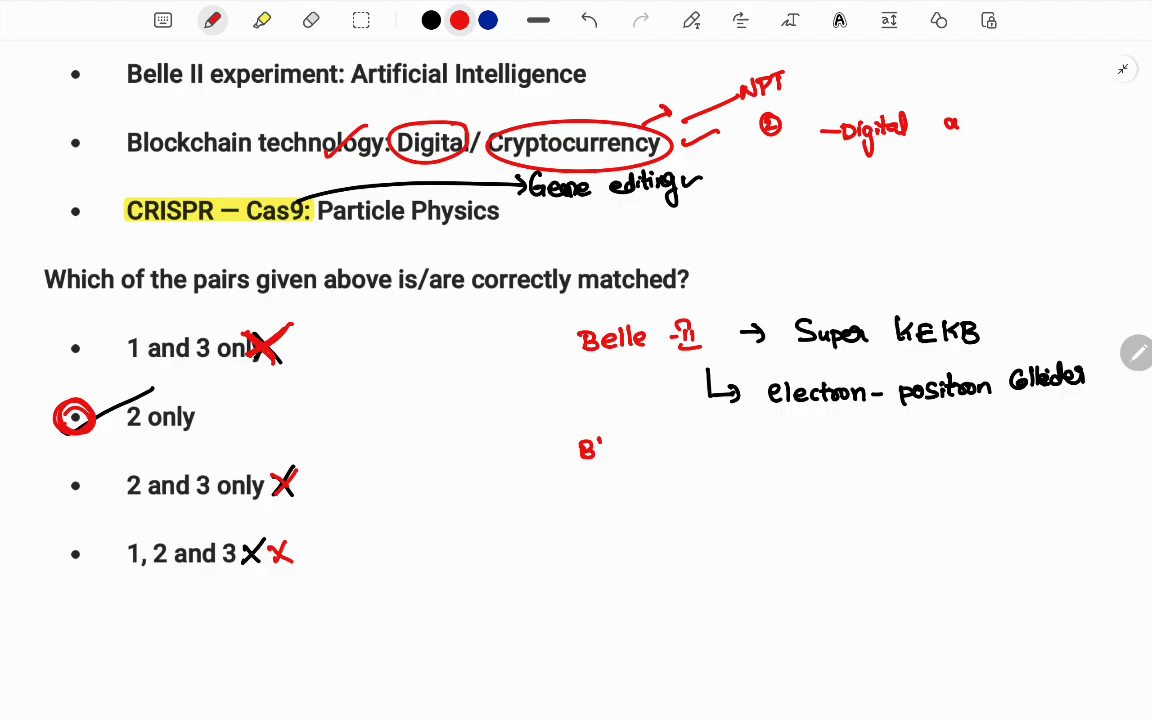 • Belle II experiment: Artificial Intelligence
NPT
• Blockchain technology: Digital/ Cryptocurrency
② – Digital a
Gene editing
• CRISPR — Cas9: Particle Physics
Which of the pairs given above is/are correctly matched?
• 1 and 3 only
Belle - II → Super KEKB
• 2 only
electron - positron Collider
B'
• 2 and 3 only
• 1, 2 and 3